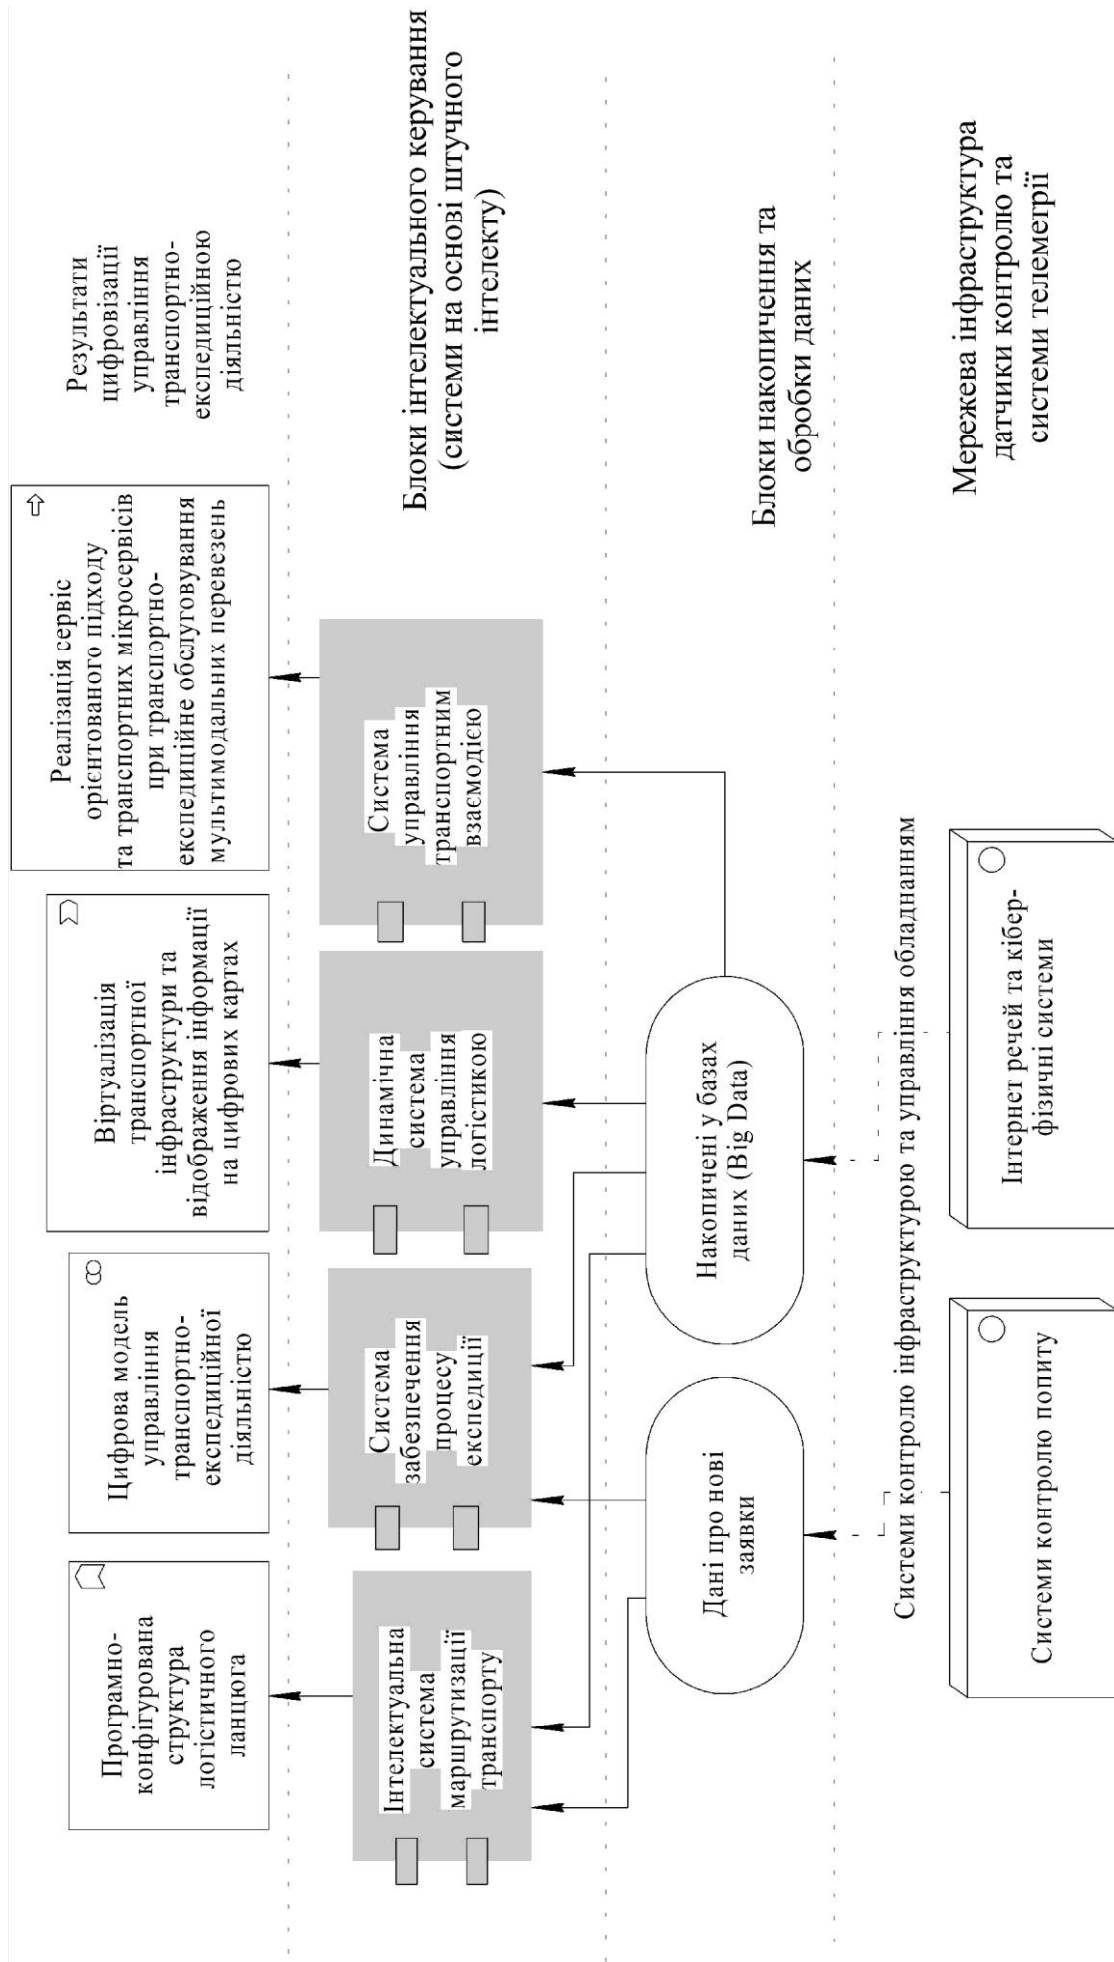 Програмно-
конфігурована
структура
логістичного
ланцюга
Цифрова модель
управління
транспортно-
експедиційної
діяльністю
Віртуалізація
транспортної
інфраструктури та
відображення інформації
на цифрових картах
Реалізація сервіс
орієнтованого підходу
та транспортних мікросервісів
при транспортно-
експедиційне обслуговування
мультимодальних перевезень
Результати
цифровізації
управління
транспортно-
експедиційною
діяльністю
Інтелектуальна
система
маршрутизації
транспорту
Система
забезпечення
процесу
експедиції
Динамічна
система
управління
логістикою
Система
управління
транспортним
взаємодією
Блоки інтелектуального керування
(системи на основі штучного
інтелекту)
Дані про нові
заявки
Накопичені у базах
даних (Big Data)
Блоки накопичення та
обробки даних
Системи контролю інфраструктурою та управління обладнанням
Системи контролю попиту
Інтернет речей та кібер-
фізичні системи
Мережева інфраструктура
датчики контролю та
системи телеметрії